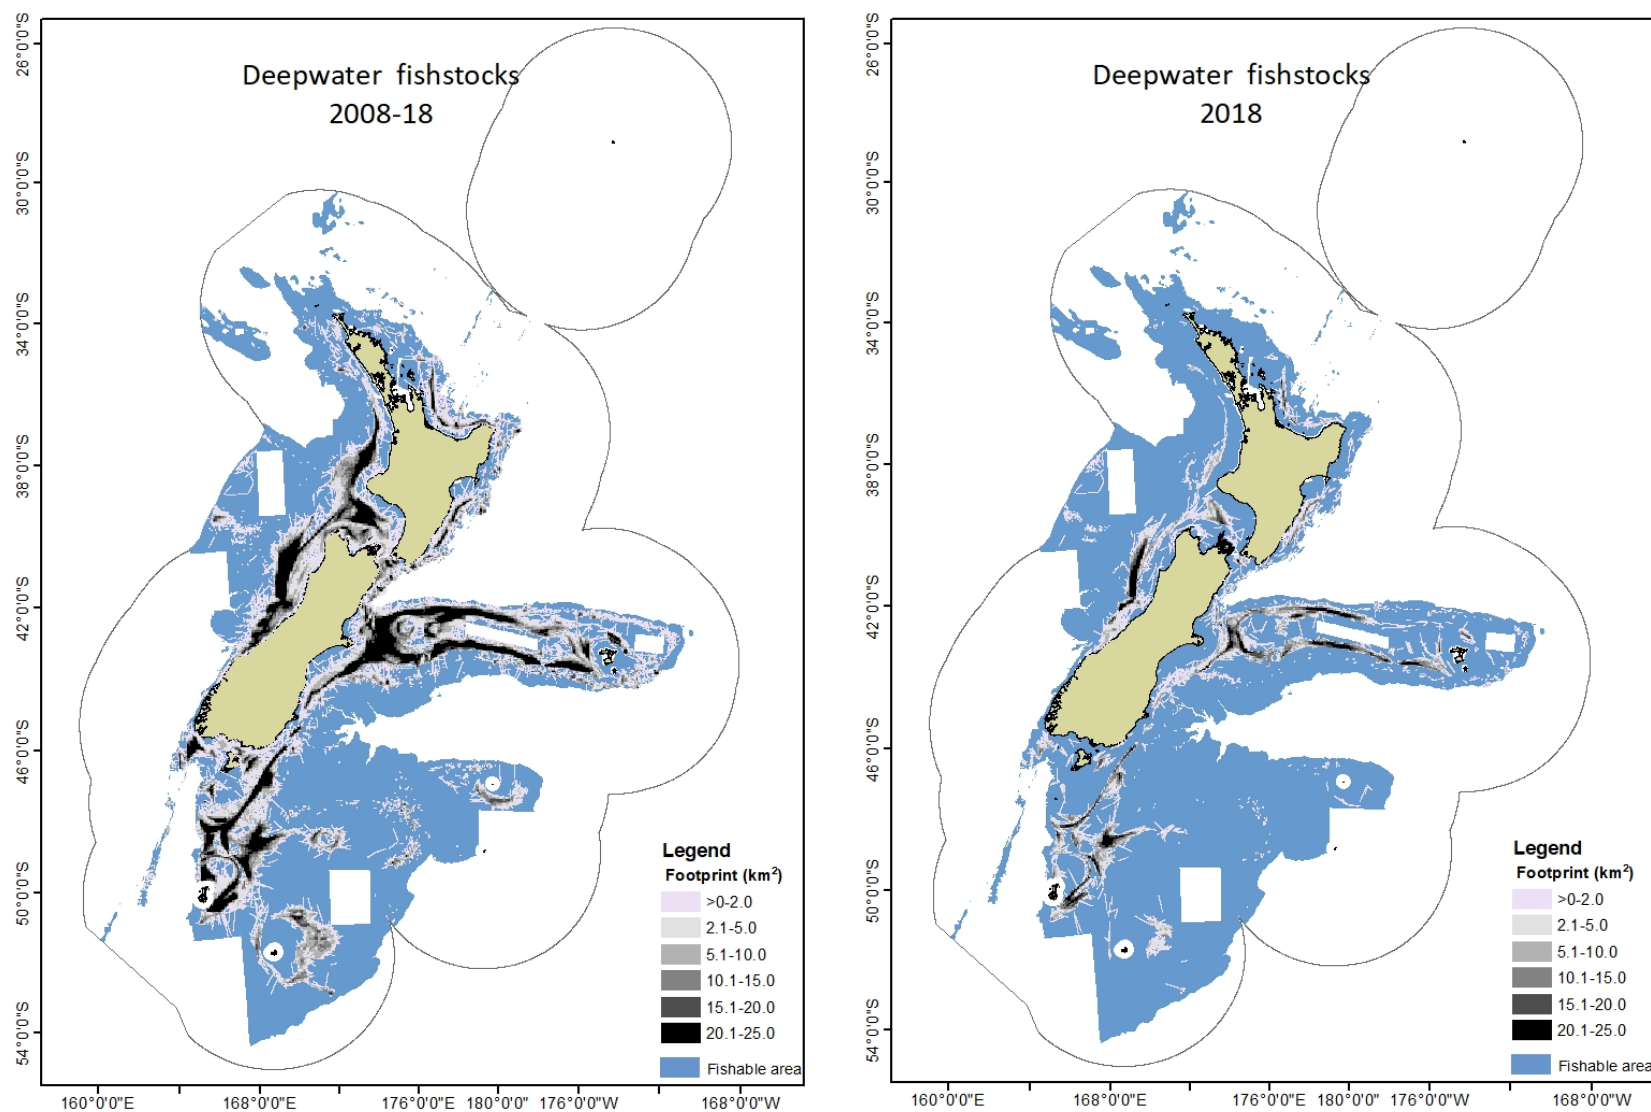 Deepwater fishstocks
2008-18
26°0'0"S
30°0'0"S
34°0'0"S
38°0'0"S
42°0'0"S
46°0'0"S
50°0'0"S
54°0'0"S
Legend
Footprint (km²)
>0-2.0
2.1-5.0
5.1-10.0
10.1-15.0
15.1-20.0
20.1-25.0
Fishable area
160°0'0"E 168°0'0"E 176°0'0"E 180°0'0" 176°0'0"W 168°0'0"W
Deepwater fishstocks
2018
26°0'0"S
30°0'0"S
34°0'0"S
38°0'0"S
42°0'0"S
46°0'0"S
50°0'0"S
54°0'0"S
Legend
Footprint (km²)
>0-2.0
2.1-5.0
5.1-10.0
10.1-15.0
15.1-20.0
20.1-25.0
Fishable area
160°0'0"E 168°0'0"E 176°0'0"E 180°0'0" 176°0'0"W 168°0'0"W